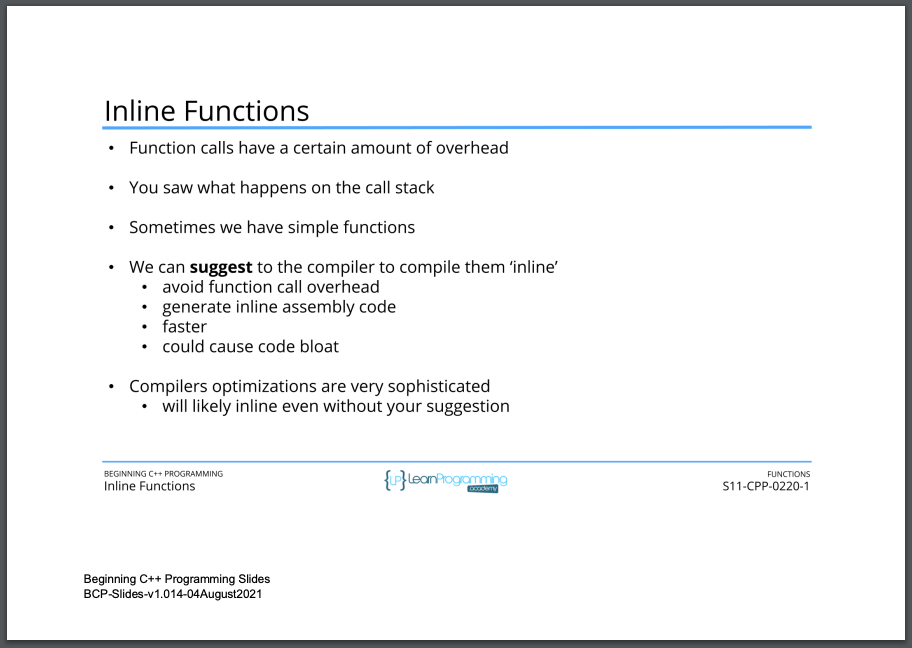 Inline Functions
• Function calls have a certain amount of overhead
• You saw what happens on the call stack
• Sometimes we have simple functions
• We can suggest to the compiler to compile them ‘inline’
• avoid function call overhead
• generate inline assembly code
• faster
• could cause code bloat
• Compilers optimizations are very sophisticated
• will likely inline even without your suggestion
BEGINNING C++ PROGRAMMING
Inline Functions
{LP} LearnProgramming
academy
FUNCTIONS
S11-CPP-0220-1
Beginning C++ Programming Slides
BCP-Slides-v1.014-04August2021